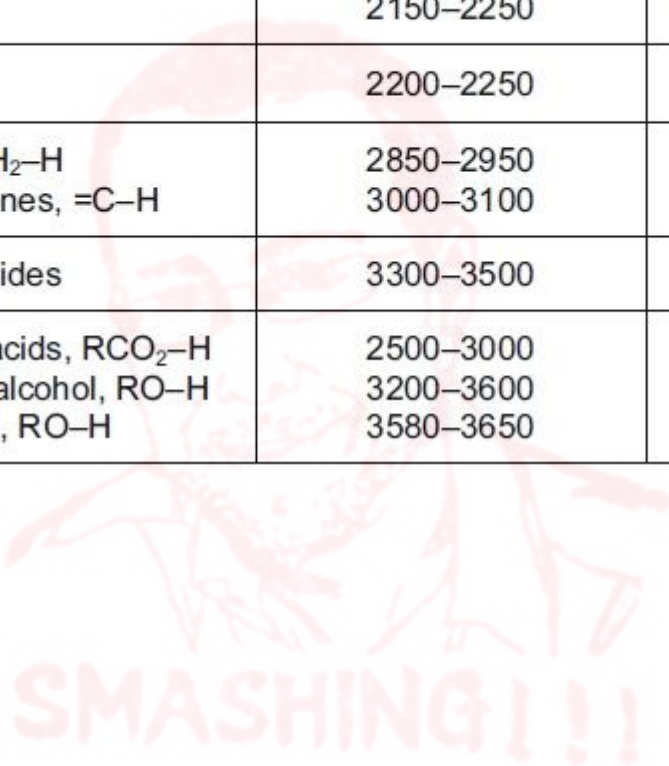 2150–2250
2200–2250
H₂–H 2850–2950
nes, =C–H 3000–3100
ides 3300–3500
acids, RCO₂–H 2500–3000
alcohol, RO–H 3200–3600
, RO–H 3580–3650
SMASHING!!!